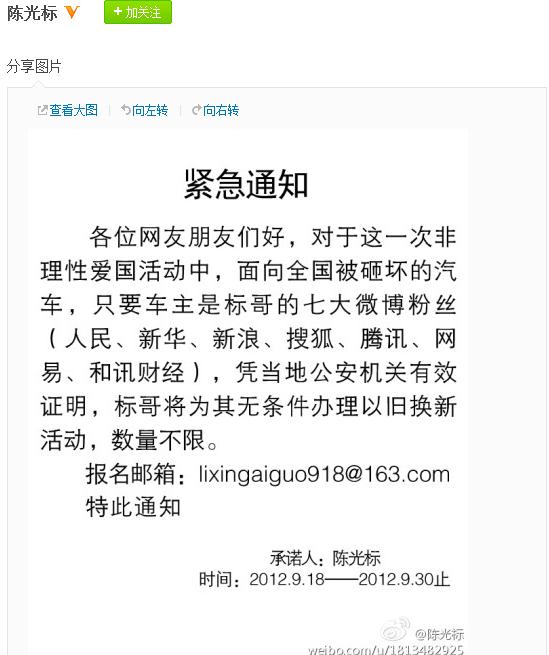 陈光标
+ 加关注
分享图片
查看大图 | 向左转 | 向右转
紧急通知
各位网友朋友们好，对于这一次非
理性爱国活动中，面向全国被砸坏的汽
车，只要车主是标哥的七大微博粉丝
（人民、新华、新浪、搜狐、腾讯、网
易、和讯财经），凭当地公安机关有效
证明，标哥将为其无条件办理以旧换新
活动，数量不限。
报名邮箱：lixingaiguo918@163.com
特此通知
承诺人：陈光标
时间：2012.9.18——2012.9.30止
@陈光标
weibo.com/u/1813482925